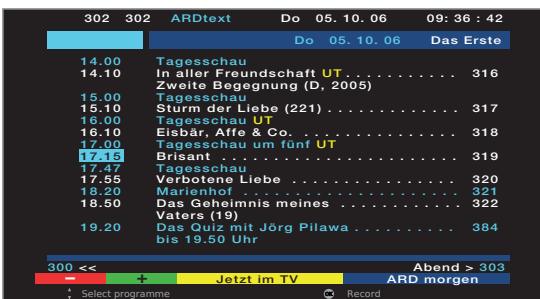 302 302 ARDtext Do 05. 10. 06 09: 36 : 42
Do 05. 10. 06 Das Erste
14.00 Tagesschau
14.10 In aller Freundschaft UT. . . . . . . . . . . 316
Zweite Begegnung (D, 2005)
15.00 Tagesschau
15.10 Sturm der Liebe (221) . . . . . . . . . . . . 317
16.00 Tagesschau UT
16.10 Eisbär, Affe & Co. . . . . . . . . . . . . . . 318
17.00 Tagesschau um fünf UT
17.15 Brisant . . . . . . . . . . . . . . . . . . . . 319
17.47 Tagesschau
17.55 Verbotene Liebe . . . . . . . . . . . . . . 320
18.20 Marienhof . . . . . . . . . . . . . . . . . . 321
18.50 Das Geheimnis meines . . . . . . . . . . 322
Vaters (19)
19.20 Das Quiz mit Jörg Pilawa . . . . . . . . . . 384
bis 19.50 Uhr
300 << Abend > 303
− + Jetzt im TV ARD morgen
Select programme Record